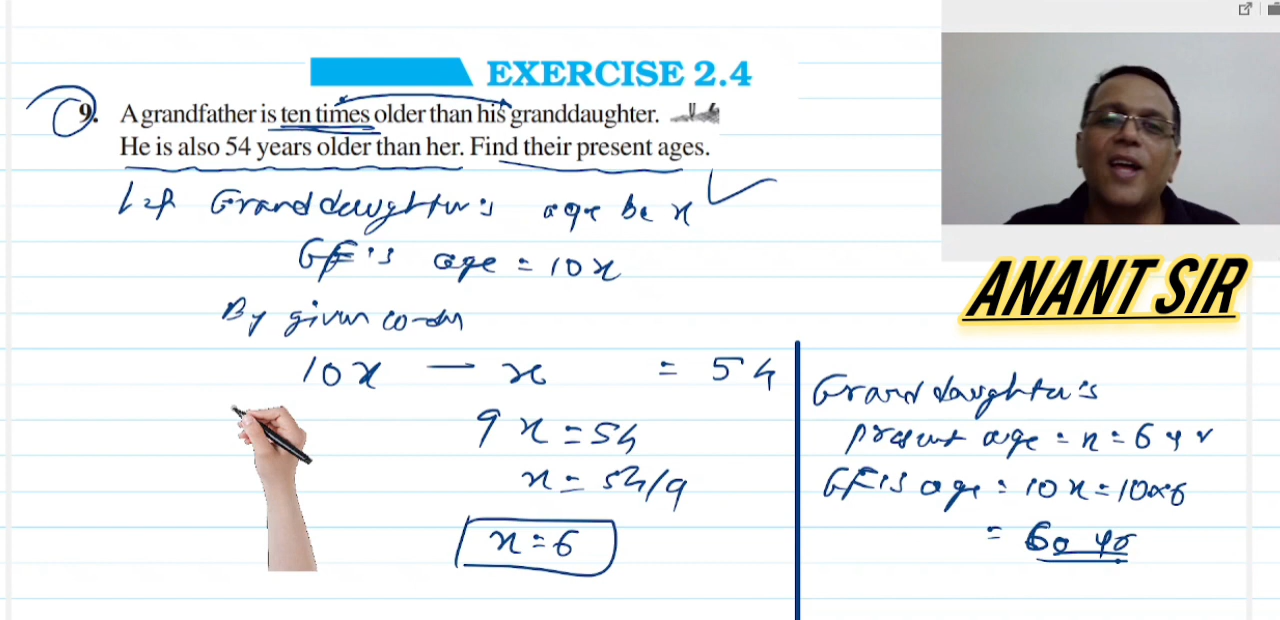 EXERCISE 2.4
9. A grandfather is ten times older than his granddaughter.
He is also 54 years older than her. Find their present ages.
Let Granddaughter's age be x
GF's age = 10x
By given
10x — x = 54
9x = 54
x = 54/9
x = 6
ANANT SIR
Granddaughter's
present age = x = 6 yr
GF's age = 10x = 10×6
= 60 yr